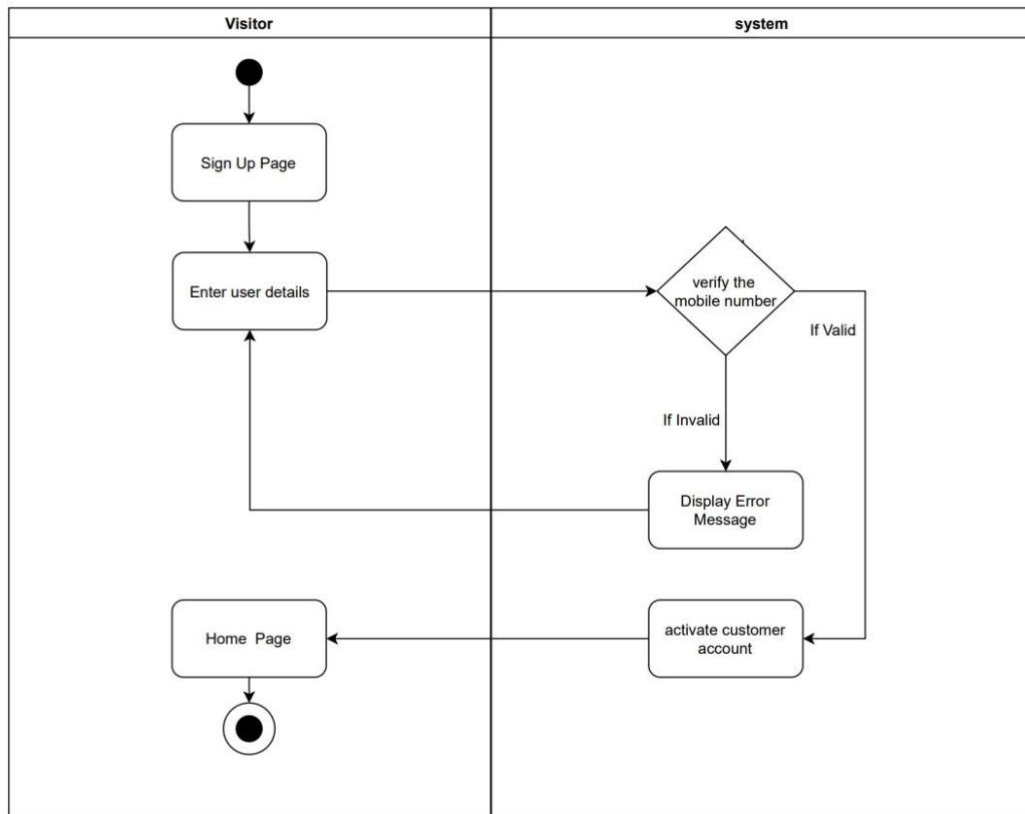 Visitor
system
Sign Up Page
Enter user details
verify the
mobile number
If Valid
If Invalid
Display Error
Message
Home Page
activate customer
account